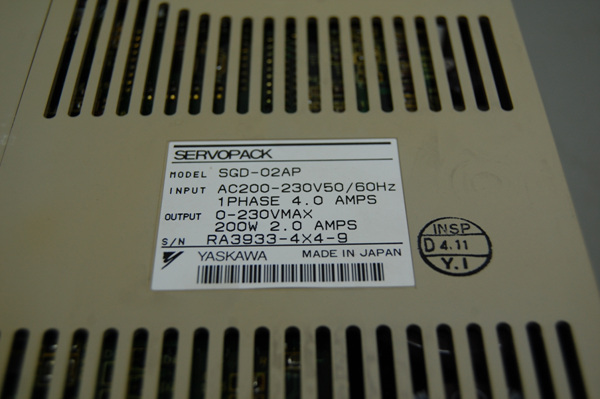 SERVOPACK
MODEL SGD-02AP
INPUT AC200-230V50/60Hz
1PHASE 4.0 AMPS
OUTPUT 0-230VMAX
200W 2.0 AMPS
S/N RA3933-4X4-9
YASKAWA MADE IN JAPAN
INSP
D 4.11
Y.I